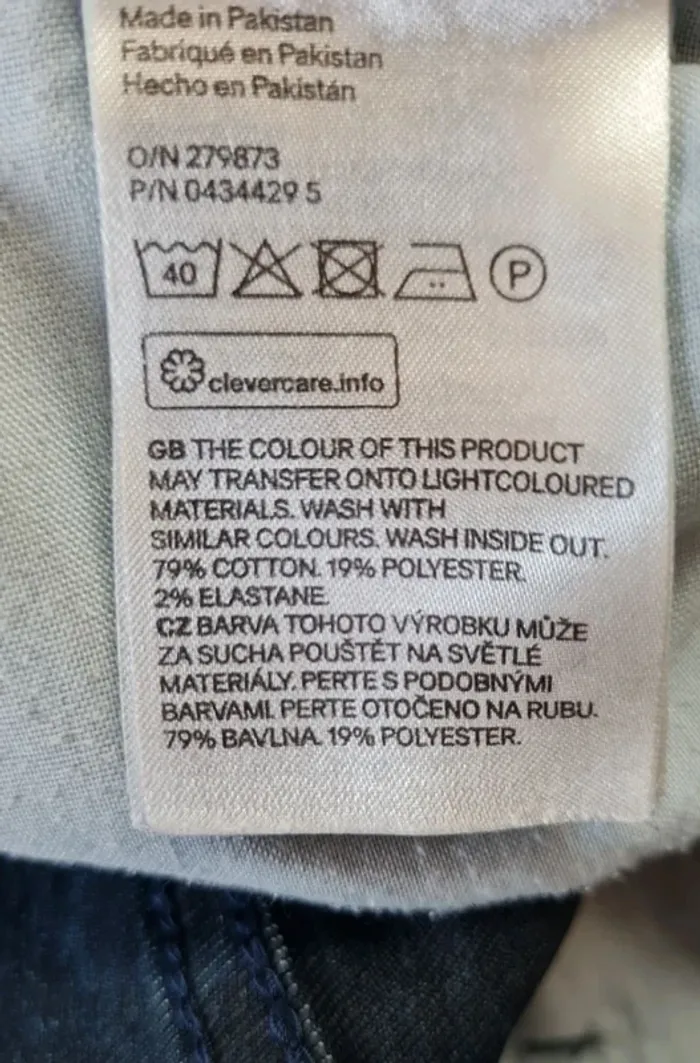 Made in Pakistan
Fabriqué en Pakistan
Hecho en Pakistán
O/N 279873
P/N 0434429 5
40 P
clevercare.info
GB THE COLOUR OF THIS PRODUCT
MAY TRANSFER ONTO LIGHTCOLOURED
MATERIALS. WASH WITH
SIMILAR COLOURS. WASH INSIDE OUT.
79% COTTON. 19% POLYESTER.
2% ELASTANE.
CZ BARVA TOHOTO VÝROBKU MŮŽE
ZA SUCHA POUŠTĚT NA SVĚTLÉ
MATERIÁLY. PERTE S PODOBNÝMI
BARVAMI. PERTE OTOČENO NA RUBU.
79% BAVLNA. 19% POLYESTER.